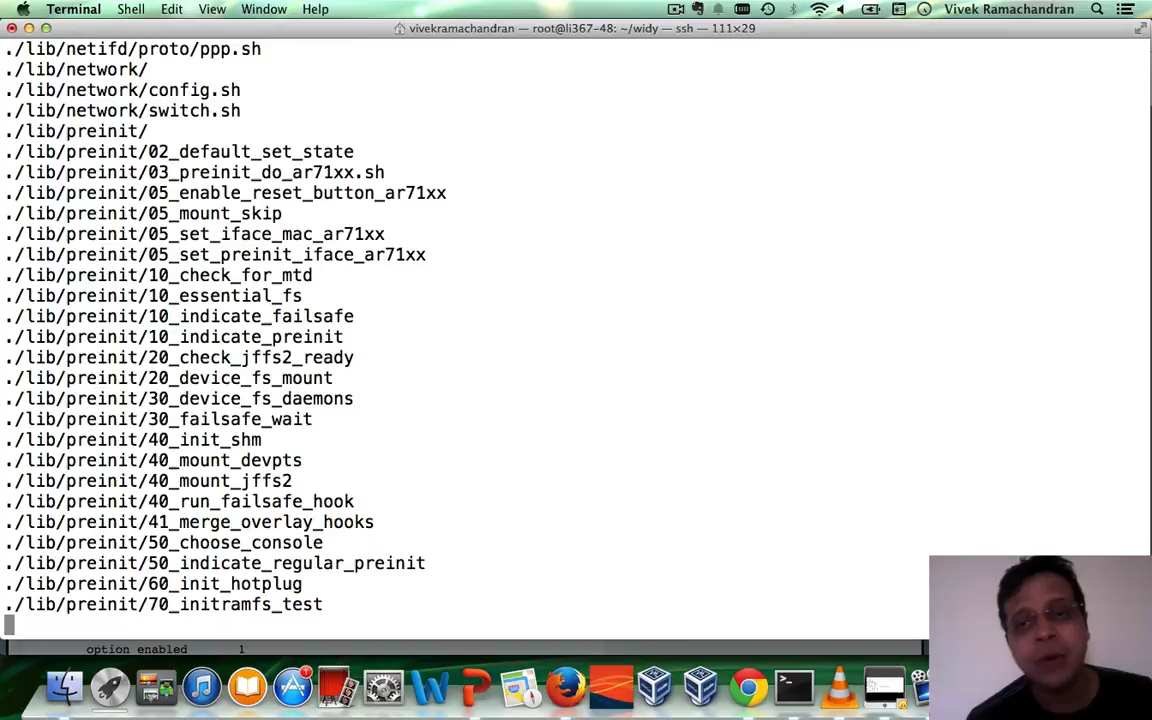 Terminal Shell Edit View Window Help Vivek Ramachandran
vivekramachandran — root@li367-48: ~/widy — ssh — 111×29
./lib/netifd/proto/ppp.sh
./lib/network/
./lib/network/config.sh
./lib/network/switch.sh
./lib/preinit/
./lib/preinit/02_default_set_state
./lib/preinit/03_preinit_do_ar71xx.sh
./lib/preinit/05_enable_reset_button_ar71xx
./lib/preinit/05_mount_skip
./lib/preinit/05_set_iface_mac_ar71xx
./lib/preinit/05_set_preinit_iface_ar71xx
./lib/preinit/10_check_for_mtd
./lib/preinit/10_essential_fs
./lib/preinit/10_indicate_failsafe
./lib/preinit/10_indicate_preinit
./lib/preinit/20_check_jffs2_ready
./lib/preinit/20_device_fs_mount
./lib/preinit/30_device_fs_daemons
./lib/preinit/30_failsafe_wait
./lib/preinit/40_init_shm
./lib/preinit/40_mount_devpts
./lib/preinit/40_mount_jffs2
./lib/preinit/40_run_failsafe_hook
./lib/preinit/41_merge_overlay_hooks
./lib/preinit/50_choose_console
./lib/preinit/50_indicate_regular_preinit
./lib/preinit/60_init_hotplug
./lib/preinit/70_initramfs_test
option enabled 1